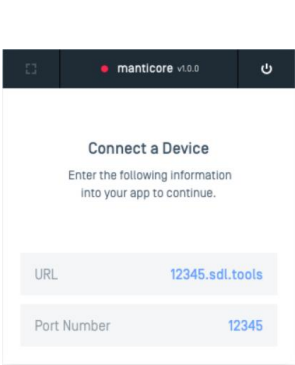 manticore v1.0.0
Connect a Device
Enter the following information
into your app to continue.
URL 12345.sdl.tools
Port Number 12345